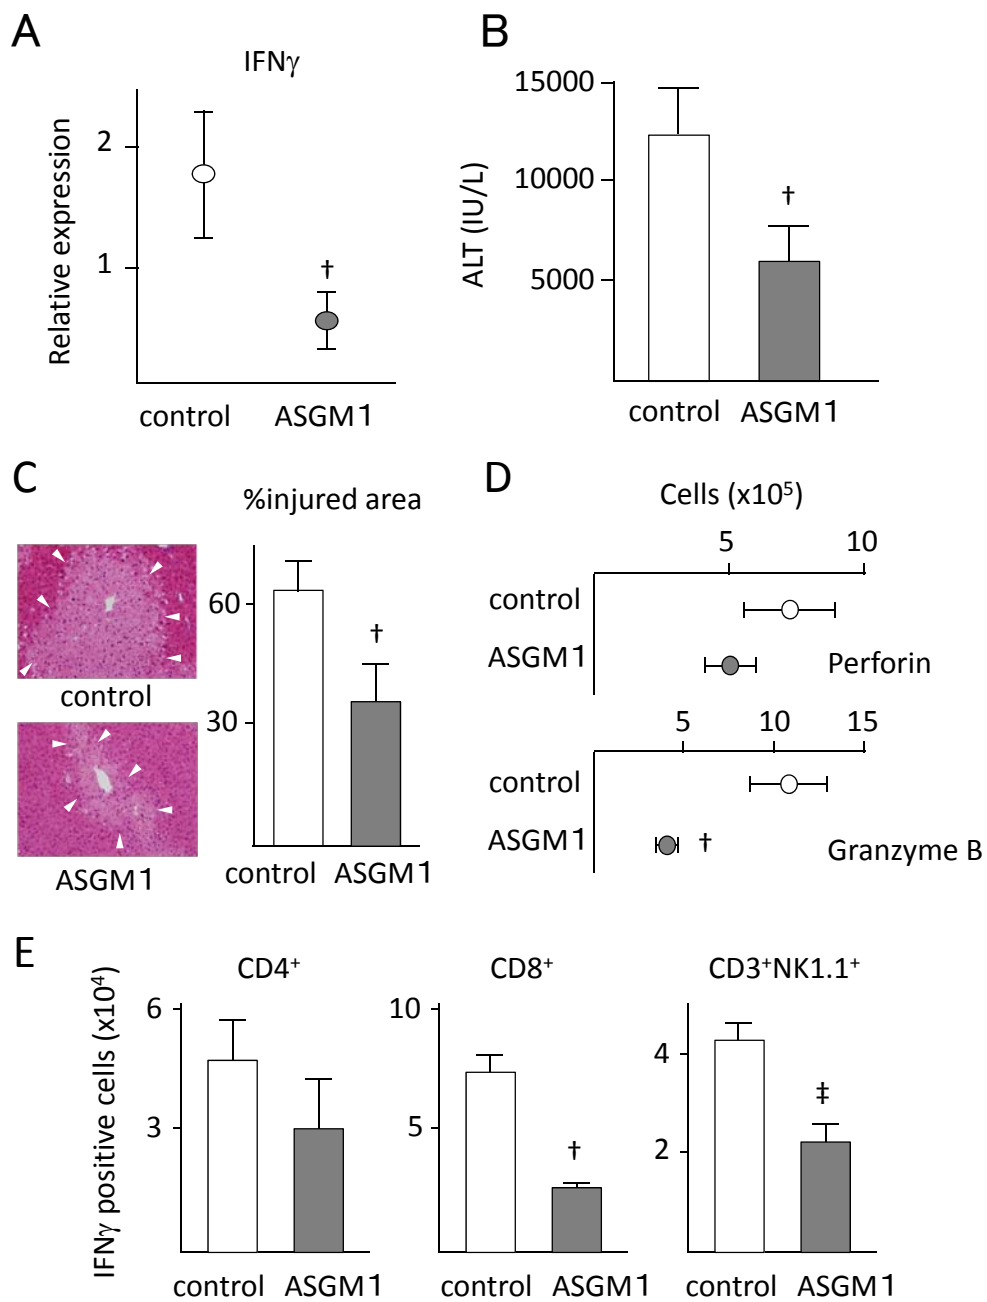 A
IFNγ
Relative expression
2
1
†
control
ASGM1
B
ALT (IU/L)
15000
10000
5000
†
control
ASGM1
C
%injured area
control
ASGM1
60
30
†
control
ASGM1
D
Cells (x10⁵)
5
10
control
ASGM1
Perforin
5
10
15
control
ASGM1
†
Granzyme B
E
IFNγ positive cells (x10⁴)
CD4⁺
6
3
control
ASGM1
CD8⁺
10
5
†
control
ASGM1
CD3⁺NK1.1⁺
4
2
‡
control
ASGM1